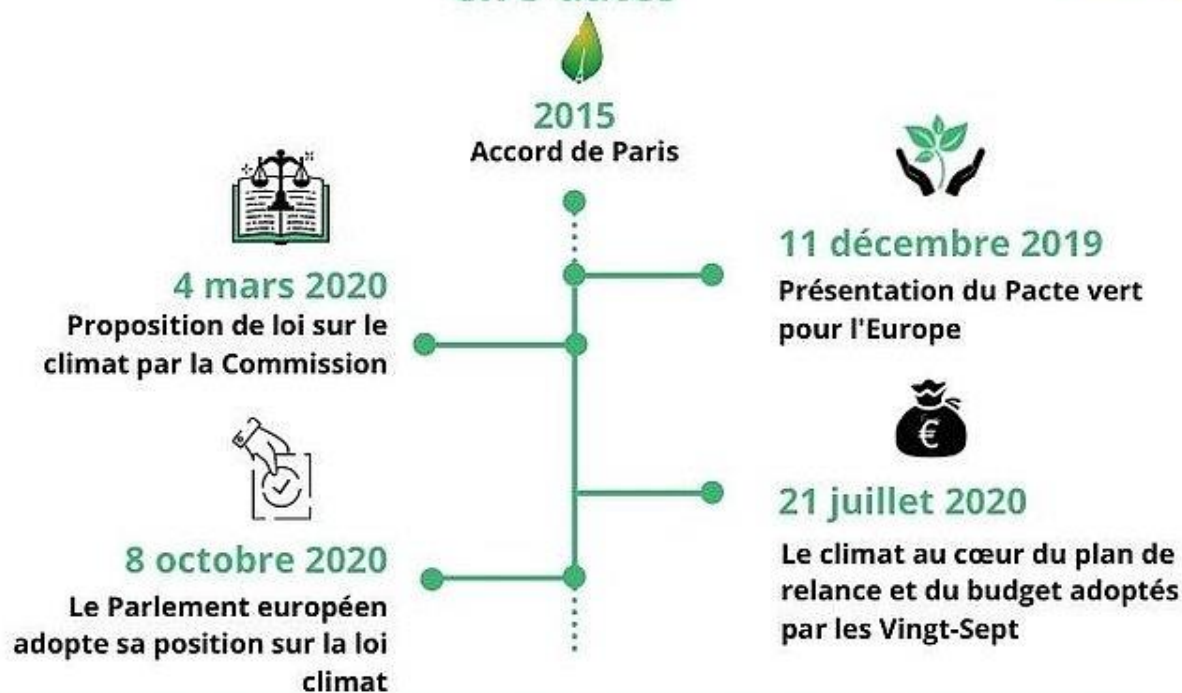 2015
Accord de Paris
11 décembre 2019
Présentation du Pacte vert
pour l'Europe
4 mars 2020
Proposition de loi sur le
climat par la Commission
€
21 juillet 2020
Le climat au cœur du plan de
relance et du budget adoptés
par les Vingt-Sept
8 octobre 2020
Le Parlement européen
adopte sa position sur la loi
climat